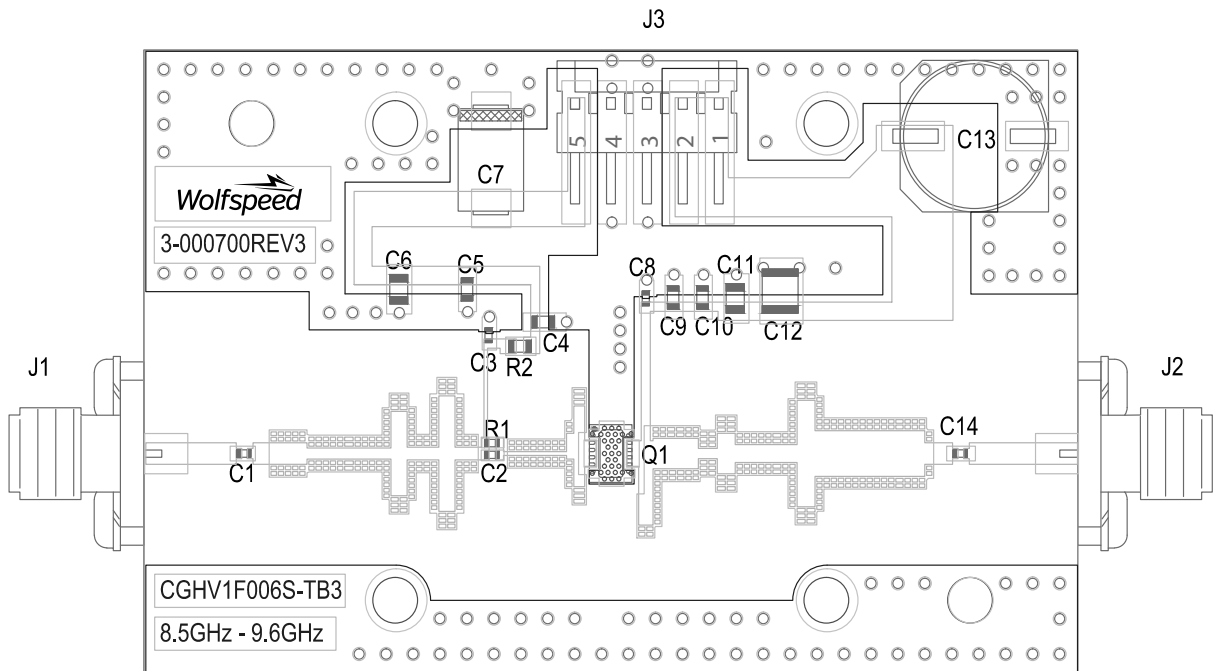 J3
5 4 3 2 1
C13
C7
Wolfspeed
3-000700REV3
C6
C5
C8
C11
C9
C10
C12
C4
C3
R2
J1
J2
R1
C14
Q1
C1
C2
CGHV1F006S-TB3
8.5GHz - 9.6GHz